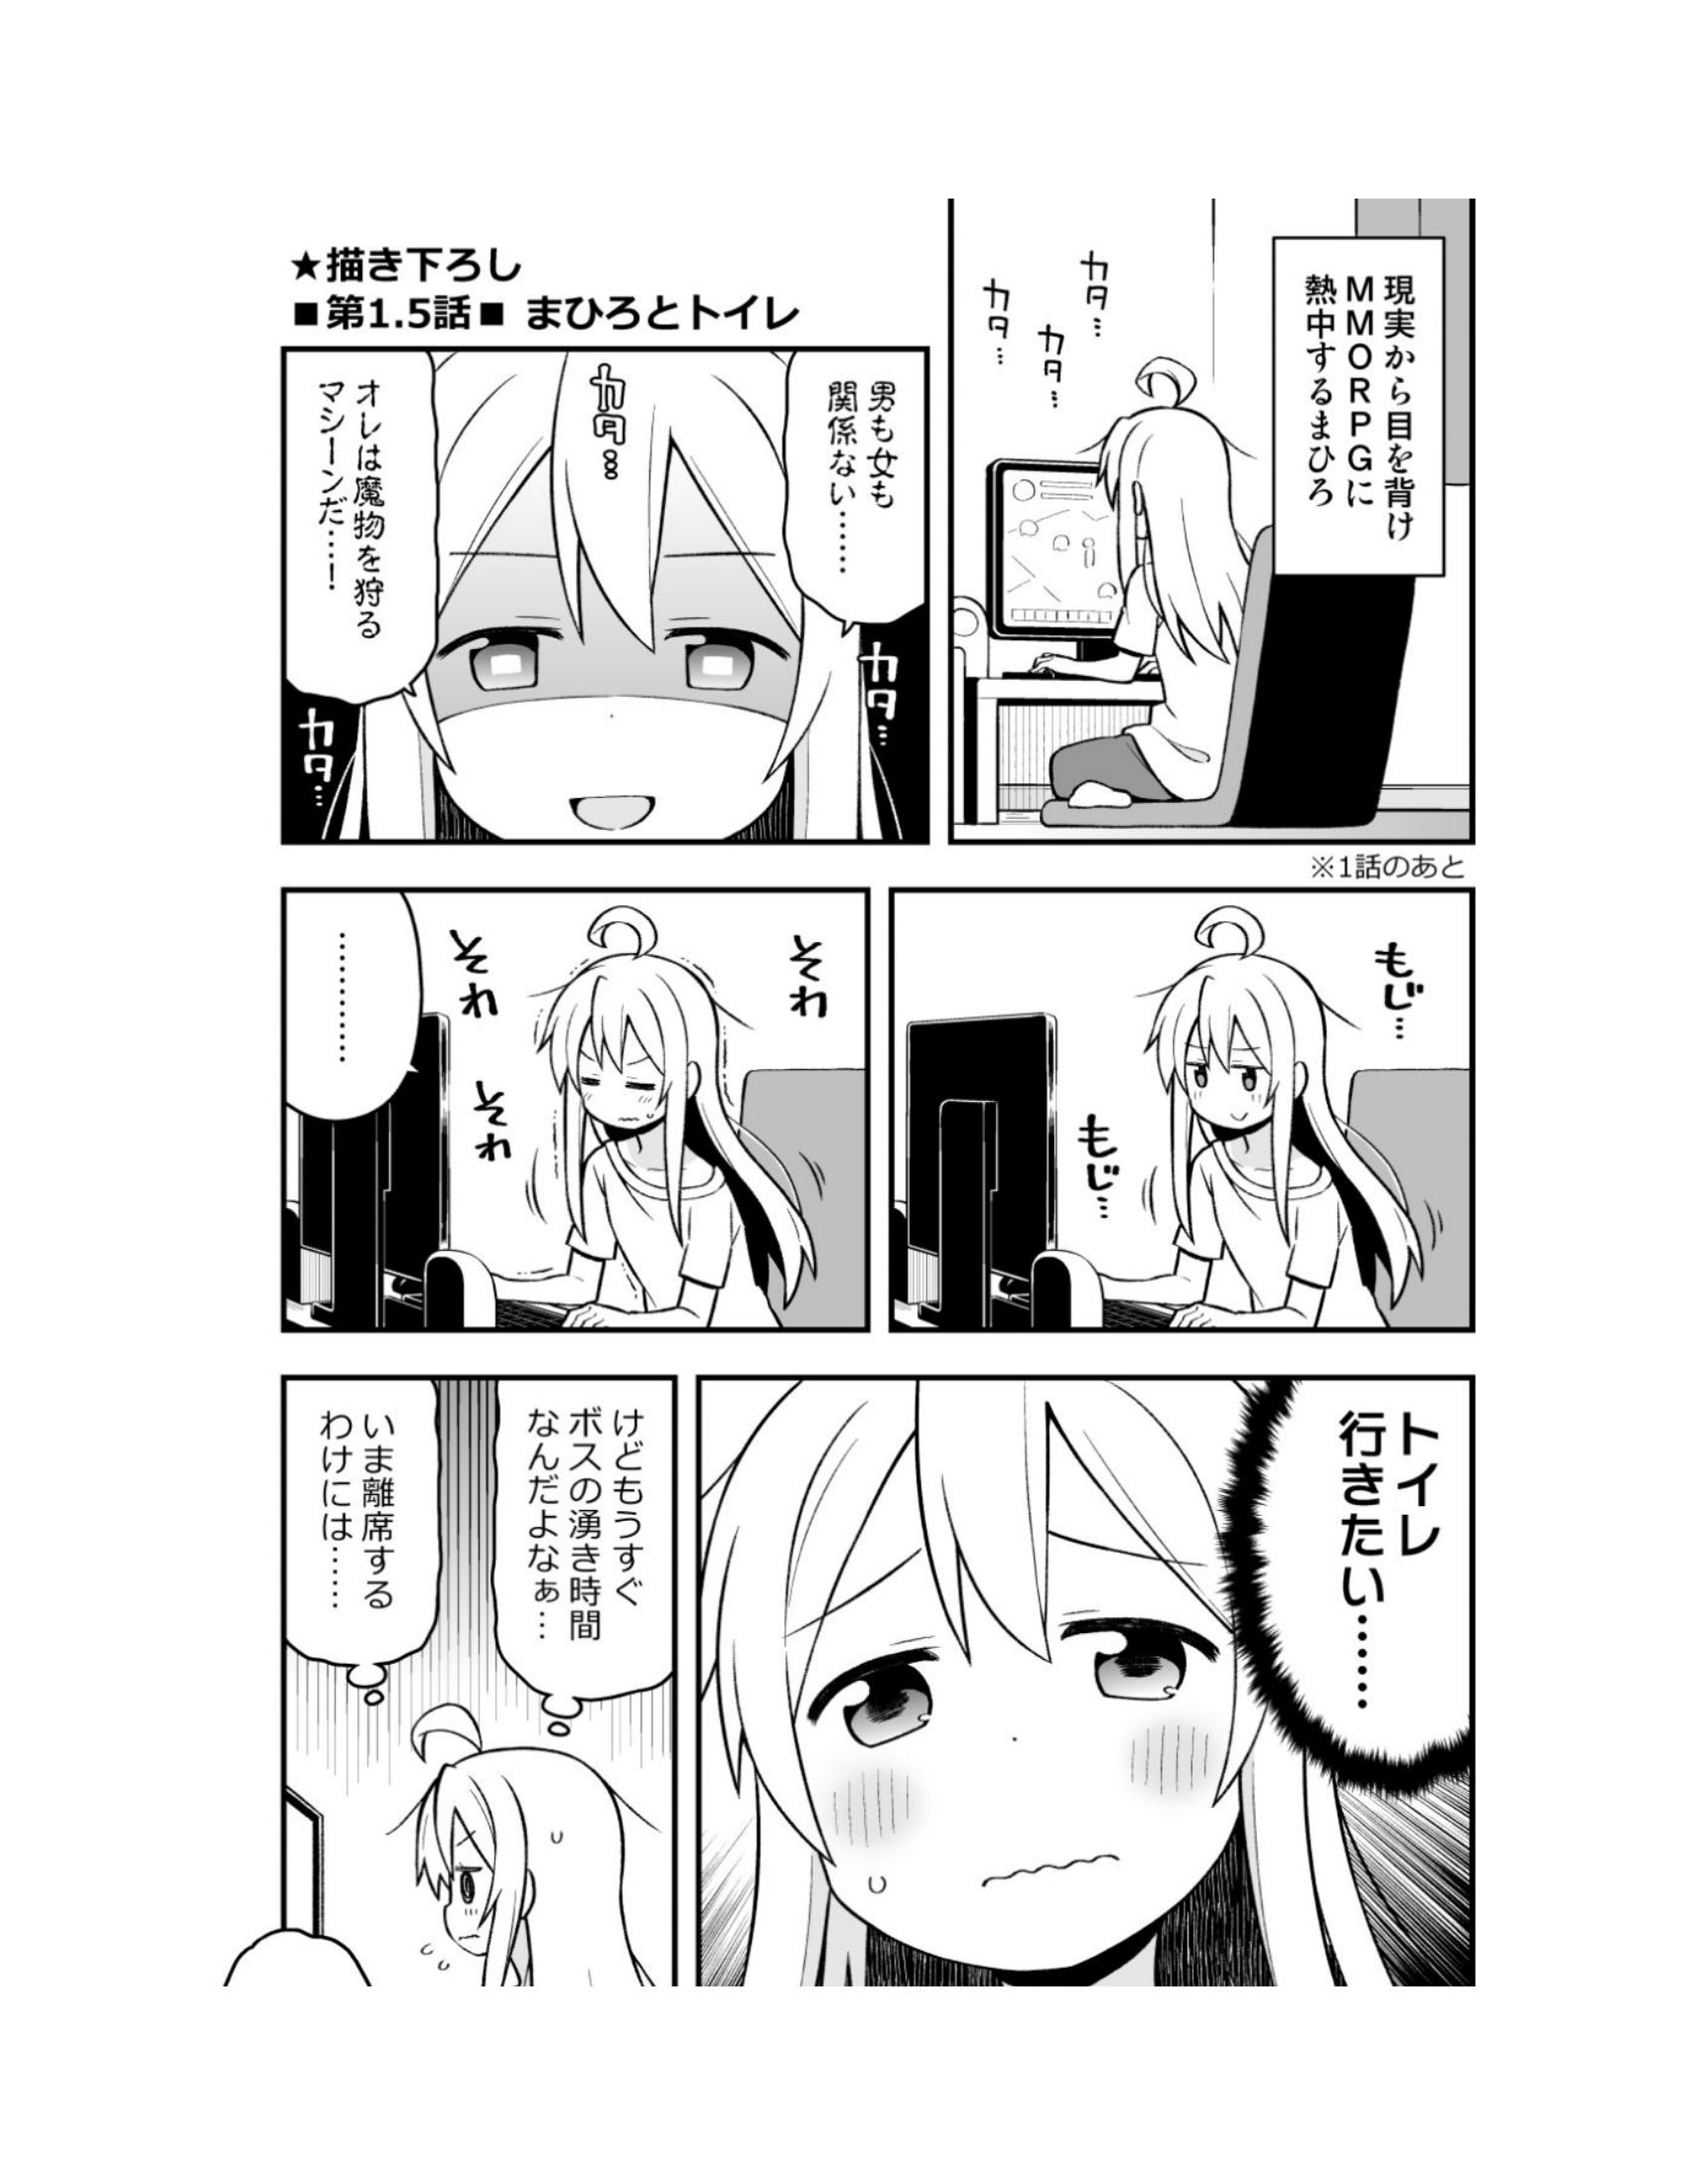 ★描き下ろし
■第1.5話■ まひろとトイレ
現実から目を背け
MMORPGに
熱中するまひろ
カタ…
カタ…
カタ…
※1話のあと
男も女も
関係ない……
カタ…
カタ…
オレは魔物を狩る
マシーンだ…!
カタ…
もじ…
もじ…
そわ
そわ
そわ
…………
トイレ
行きたい……
けどもうすぐ
ボスの湧き時間
なんだよなぁ…
いま離席する
わけには……